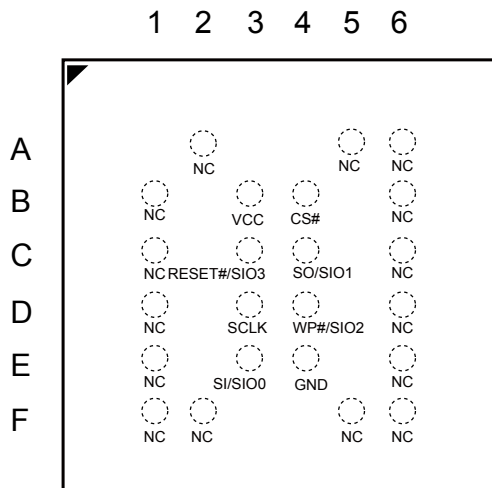 1 2 3 4 5 6
A
NC NC NC
B
NC VCC CS# NC
C
NC RESET#/SIO3 SO/SIO1 NC
D
NC SCLK WP#/SIO2 NC
E
NC SI/SIO0 GND NC
F
NC NC NC NC